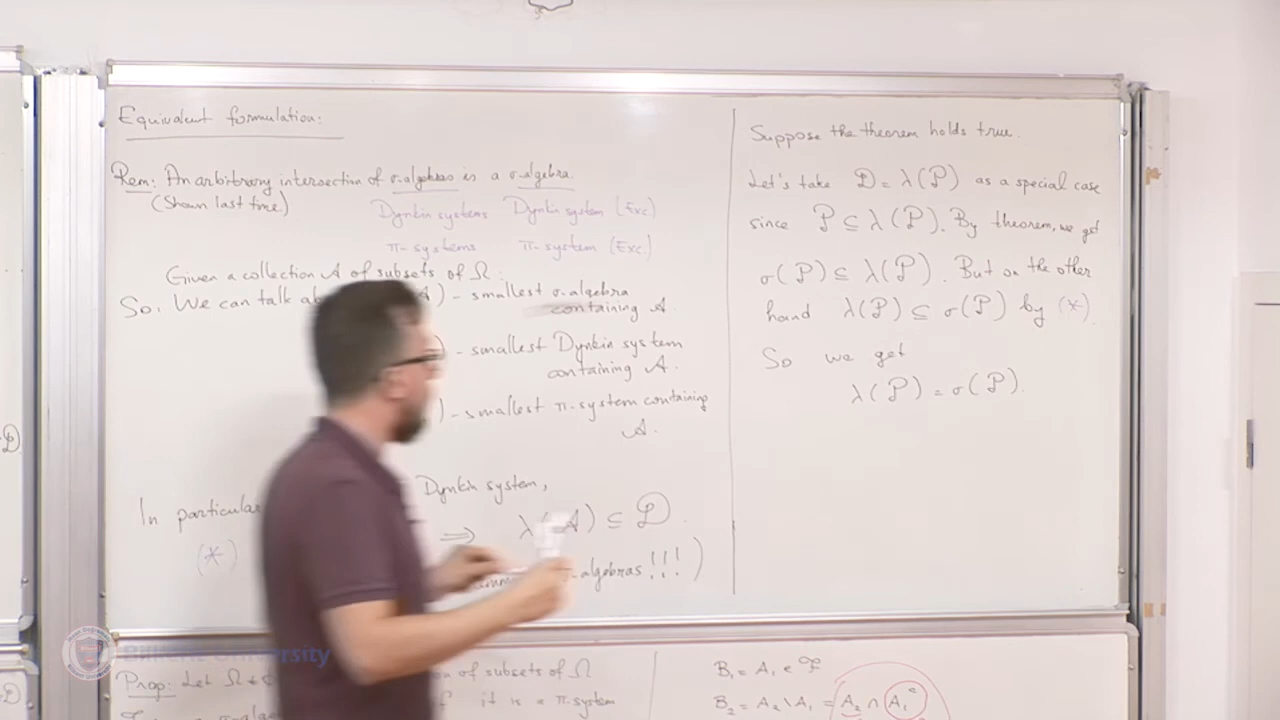 Equivalent formulation:
Rem: An arbitrary intersection of σ-algebras is a σ-algebra.
(Shown last time)
Dynkin systems Dynkin system (Exc)
π-systems π-system (Exc.)
Given a collection A of subsets of Ω:
So, We can talk A) - smallest σ-algebra
containing A.
) - smallest Dynkin system
containing A.
) - smallest π-system containing
A.
In particular Dynkin system,
(*) ⇒ λ(A) ⊆ D.
-algebras!!!)
Suppose the theorem holds true.
Let's take D = λ(P) as a special case
since P ⊆ λ(P). By theorem, we get
σ(P) ⊆ λ(P). But on the other
hand λ(P) ⊆ σ(P) by (*).
So we get
λ(P) = σ(P).
Bilkent University
Prop: Let Ω ≠ on of subsets of Ω
it is a π-system
B₁ = A₁ ∈ F
B₂ = A₂ \ A₁ = A₂ ∩ A₁ᶜ
D
D